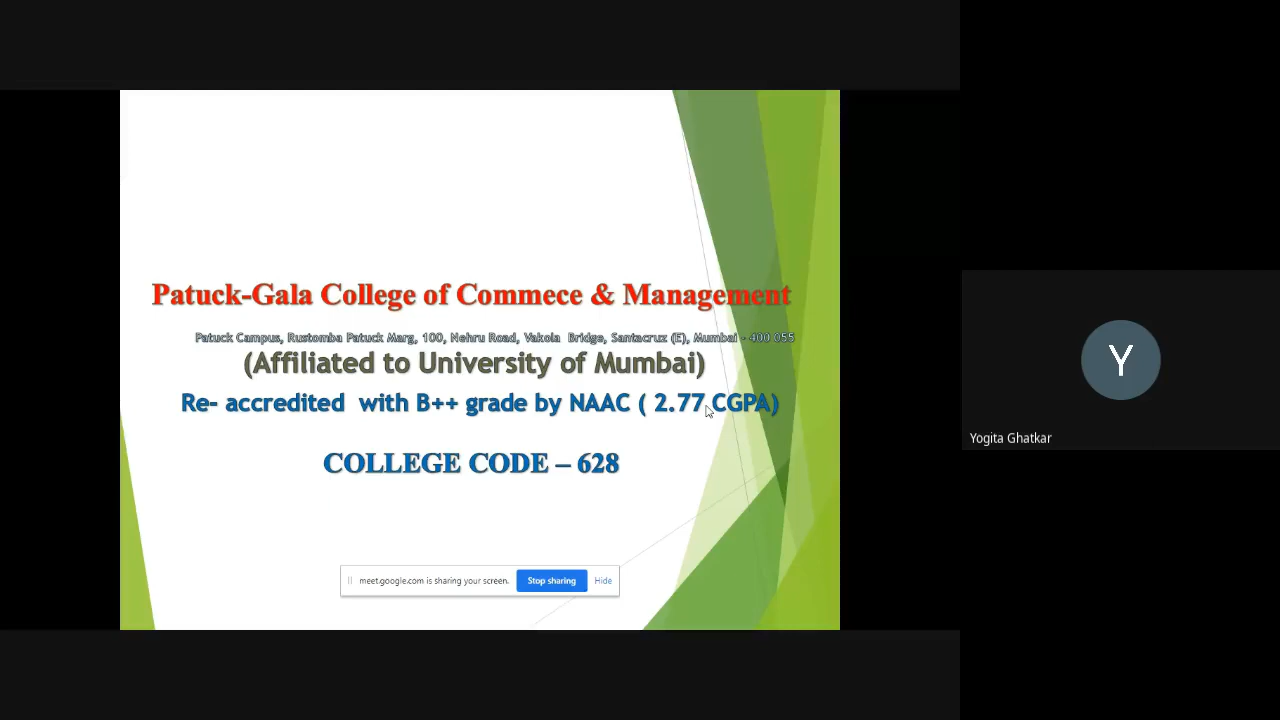 Patuck-Gala College of Commece & Management
Patuck Campus, Rustomba Patuck Marg, 100, Nehru Road, Vakola Bridge, Santacruz (E), Mumbai - 400 055
(Affiliated to University of Mumbai)
Re- accredited with B++ grade by NAAC ( 2.77 CGPA)
COLLEGE CODE – 628
meet.google.com is sharing your screen. Stop sharing Hide
Y
Yogita Ghatkar